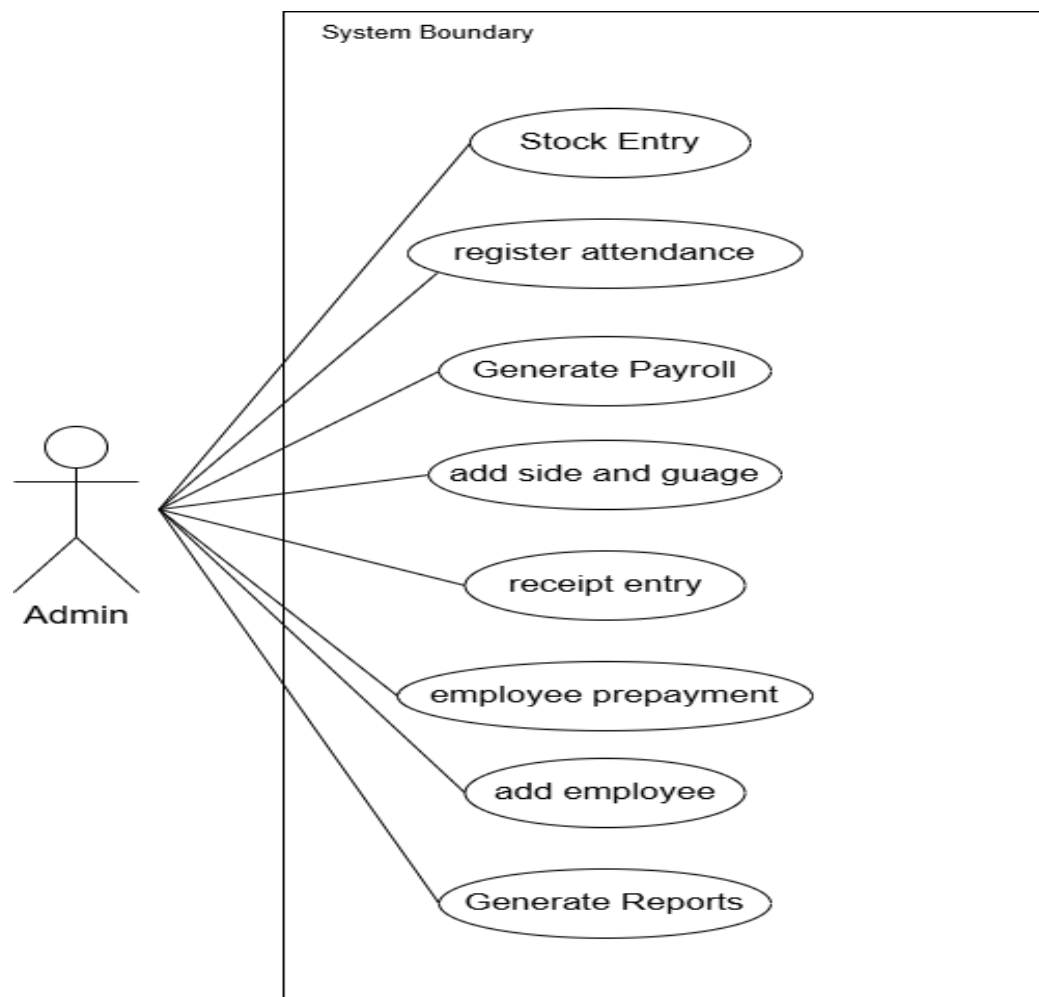 System Boundary
Stock Entry
register attendance
Generate Payroll
add side and guage
receipt entry
Admin
employee prepayment
add employee
Generate Reports